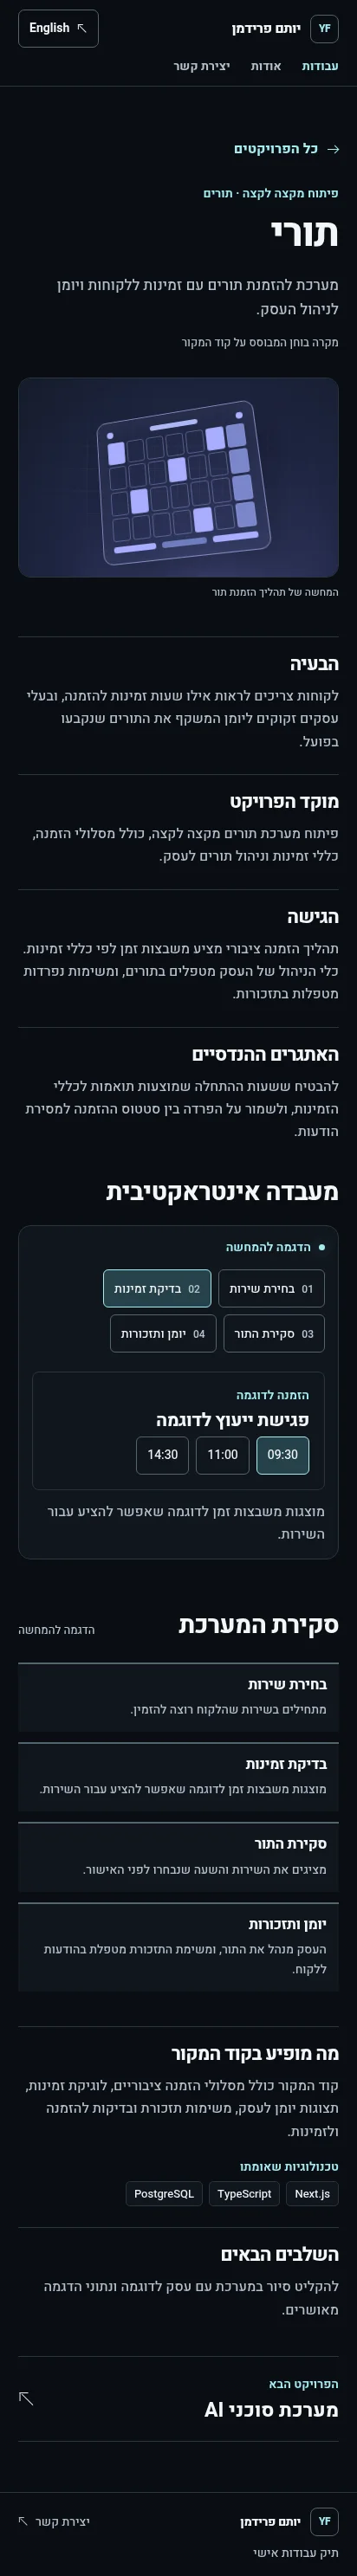 YF יותם פרידמן
English
עבודות אודות יצירת קשר
כל הפרויקטים
פיתוח מקצה לקצה · תורים
תורי
מערכת להזמנת תורים עם זמינות ללקוחות ויומן
לניהול העסק.
מקרה בוחן המבוסס על קוד המקור
המחשה של תהליך הזמנת תור
הבעיה
לקוחות צריכים לראות אילו שעות זמינות להזמנה, ובעלי
עסקים זקוקים ליומן המשקף את התורים שנקבעו
בפועל.
מוקד הפרויקט
פיתוח מערכת תורים מקצה לקצה, כולל מסלולי הזמנה,
כללי זמינות וניהול תורים לעסק.
הגישה
תהליך הזמנה ציבורי מציע משבצות זמן לפי כללי זמינות.
כלי הניהול של העסק מטפלים בתורים, ומשימות נפרדות
מטפלות בתזכורות.
האתגרים ההנדסיים
להבטיח ששעות ההתחלה שמוצעות תואמות לכללי
הזמינות, ולשמור על הפרדה בין סטטוס ההזמנה למסירת
הודעות.
מעבדה אינטראקטיבית
הדגמה להמחשה
01 בחירת שירות
02 בדיקת זמינות
03 סקירת התור
04 יומן ותזכורות
הזמנה לדוגמה
פגישת ייעוץ לדוגמה
09:30 11:00 14:30
מוצגות משבצות זמן לדוגמה שאפשר להציע עבור
השירות.
סקירת המערכת
הדגמה להמחשה
בחירת שירות
מתחילים בשירות שהלקוח רוצה להזמין.
בדיקת זמינות
מוצגות משבצות זמן לדוגמה שאפשר להציע עבור השירות.
סקירת התור
מציגים את השירות והשעה שנבחרו לפני האישור.
יומן ותזכורות
העסק מנהל את התור, ומשימת התזכורת מטפלת בהודעות
ללקוח.
מה מופיע בקוד המקור
קוד המקור כולל מסלולי הזמנה ציבוריים, לוגיקת זמינות,
תצוגות יומן לעסק, משימות תזכורת ובדיקות להזמנה
ולזמינות.
טכנולוגיות שאומתו
Next.js TypeScript PostgreSQL
השלבים הבאים
להקליט סיור במערכת עם עסק לדוגמה ונתוני הדגמה
מאושרים.
הפרויקט הבא
מערכת סוכני AI
YF יותם פרידמן
יצירת קשר
תיק עבודות אישי